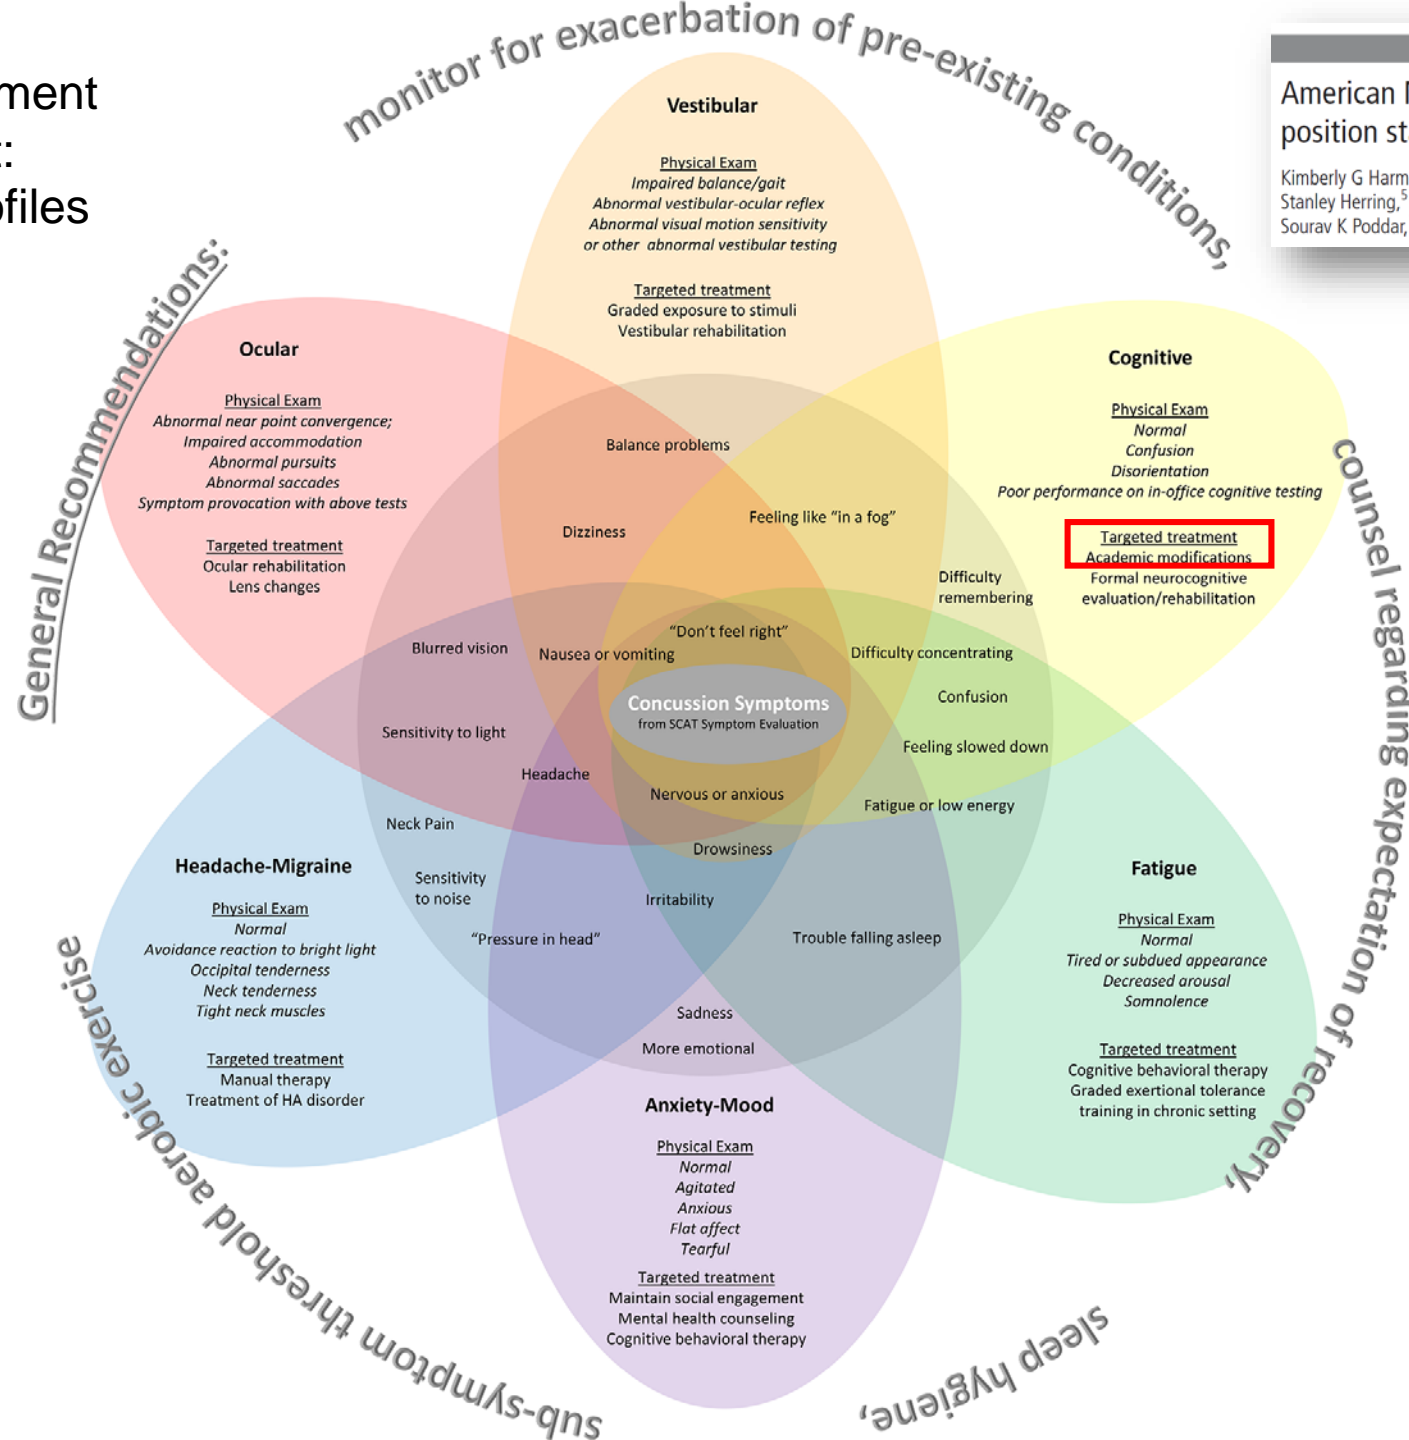 monitor for exacerbation of pre-existing conditions,
General Recommendations:
counsel regarding expectation of recovery,
sleep hygiene,
sub-symptom threshold aerobic exercise
American
position
Kimberly G
Stanley Herring,5
Sourav K Poddar,
Vestibular
Physical Exam
Impaired balance/gait
Abnormal vestibular-ocular reflex
Abnormal visual motion sensitivity
or other abnormal vestibular testing
Targeted treatment
Graded exposure to stimuli
Vestibular rehabilitation
Ocular
Physical Exam
Abnormal near point convergence;
Impaired accommodation
Abnormal pursuits
Abnormal saccades
Symptom provocation with above tests
Targeted treatment
Ocular rehabilitation
Lens changes
Cognitive
Physical Exam
Normal
Confusion
Disorientation
Poor performance on in-office cognitive testing
Targeted treatment
Academic modifications
Formal neurocognitive
evaluation/rehabilitation
Balance problems
Feeling like “in a fog”
Dizziness
Difficulty
remembering
“Don’t feel right”
Blurred vision
Nausea or vomiting
Difficulty concentrating
Concussion Symptoms
from SCAT Symptom Evaluation
Confusion
Sensitivity to light
Feeling slowed down
Headache
Nervous or anxious
Fatigue or low energy
Neck Pain
Drowsiness
Sensitivity
to noise
Irritability
“Pressure in head”
Trouble falling asleep
Sadness
More emotional
Headache-Migraine
Physical Exam
Normal
Avoidance reaction to bright light
Occipital tenderness
Neck tenderness
Tight neck muscles
Targeted treatment
Manual therapy
Treatment of HA disorder
Fatigue
Physical Exam
Normal
Tired or subdued appearance
Decreased arousal
Somnolence
Targeted treatment
Cognitive behavioral therapy
Graded exertional tolerance
training in chronic setting
Anxiety-Mood
Physical Exam
Normal
Agitated
Anxious
Flat affect
Tearful
Targeted treatment
Maintain social engagement
Mental health counseling
Cognitive behavioral therapy